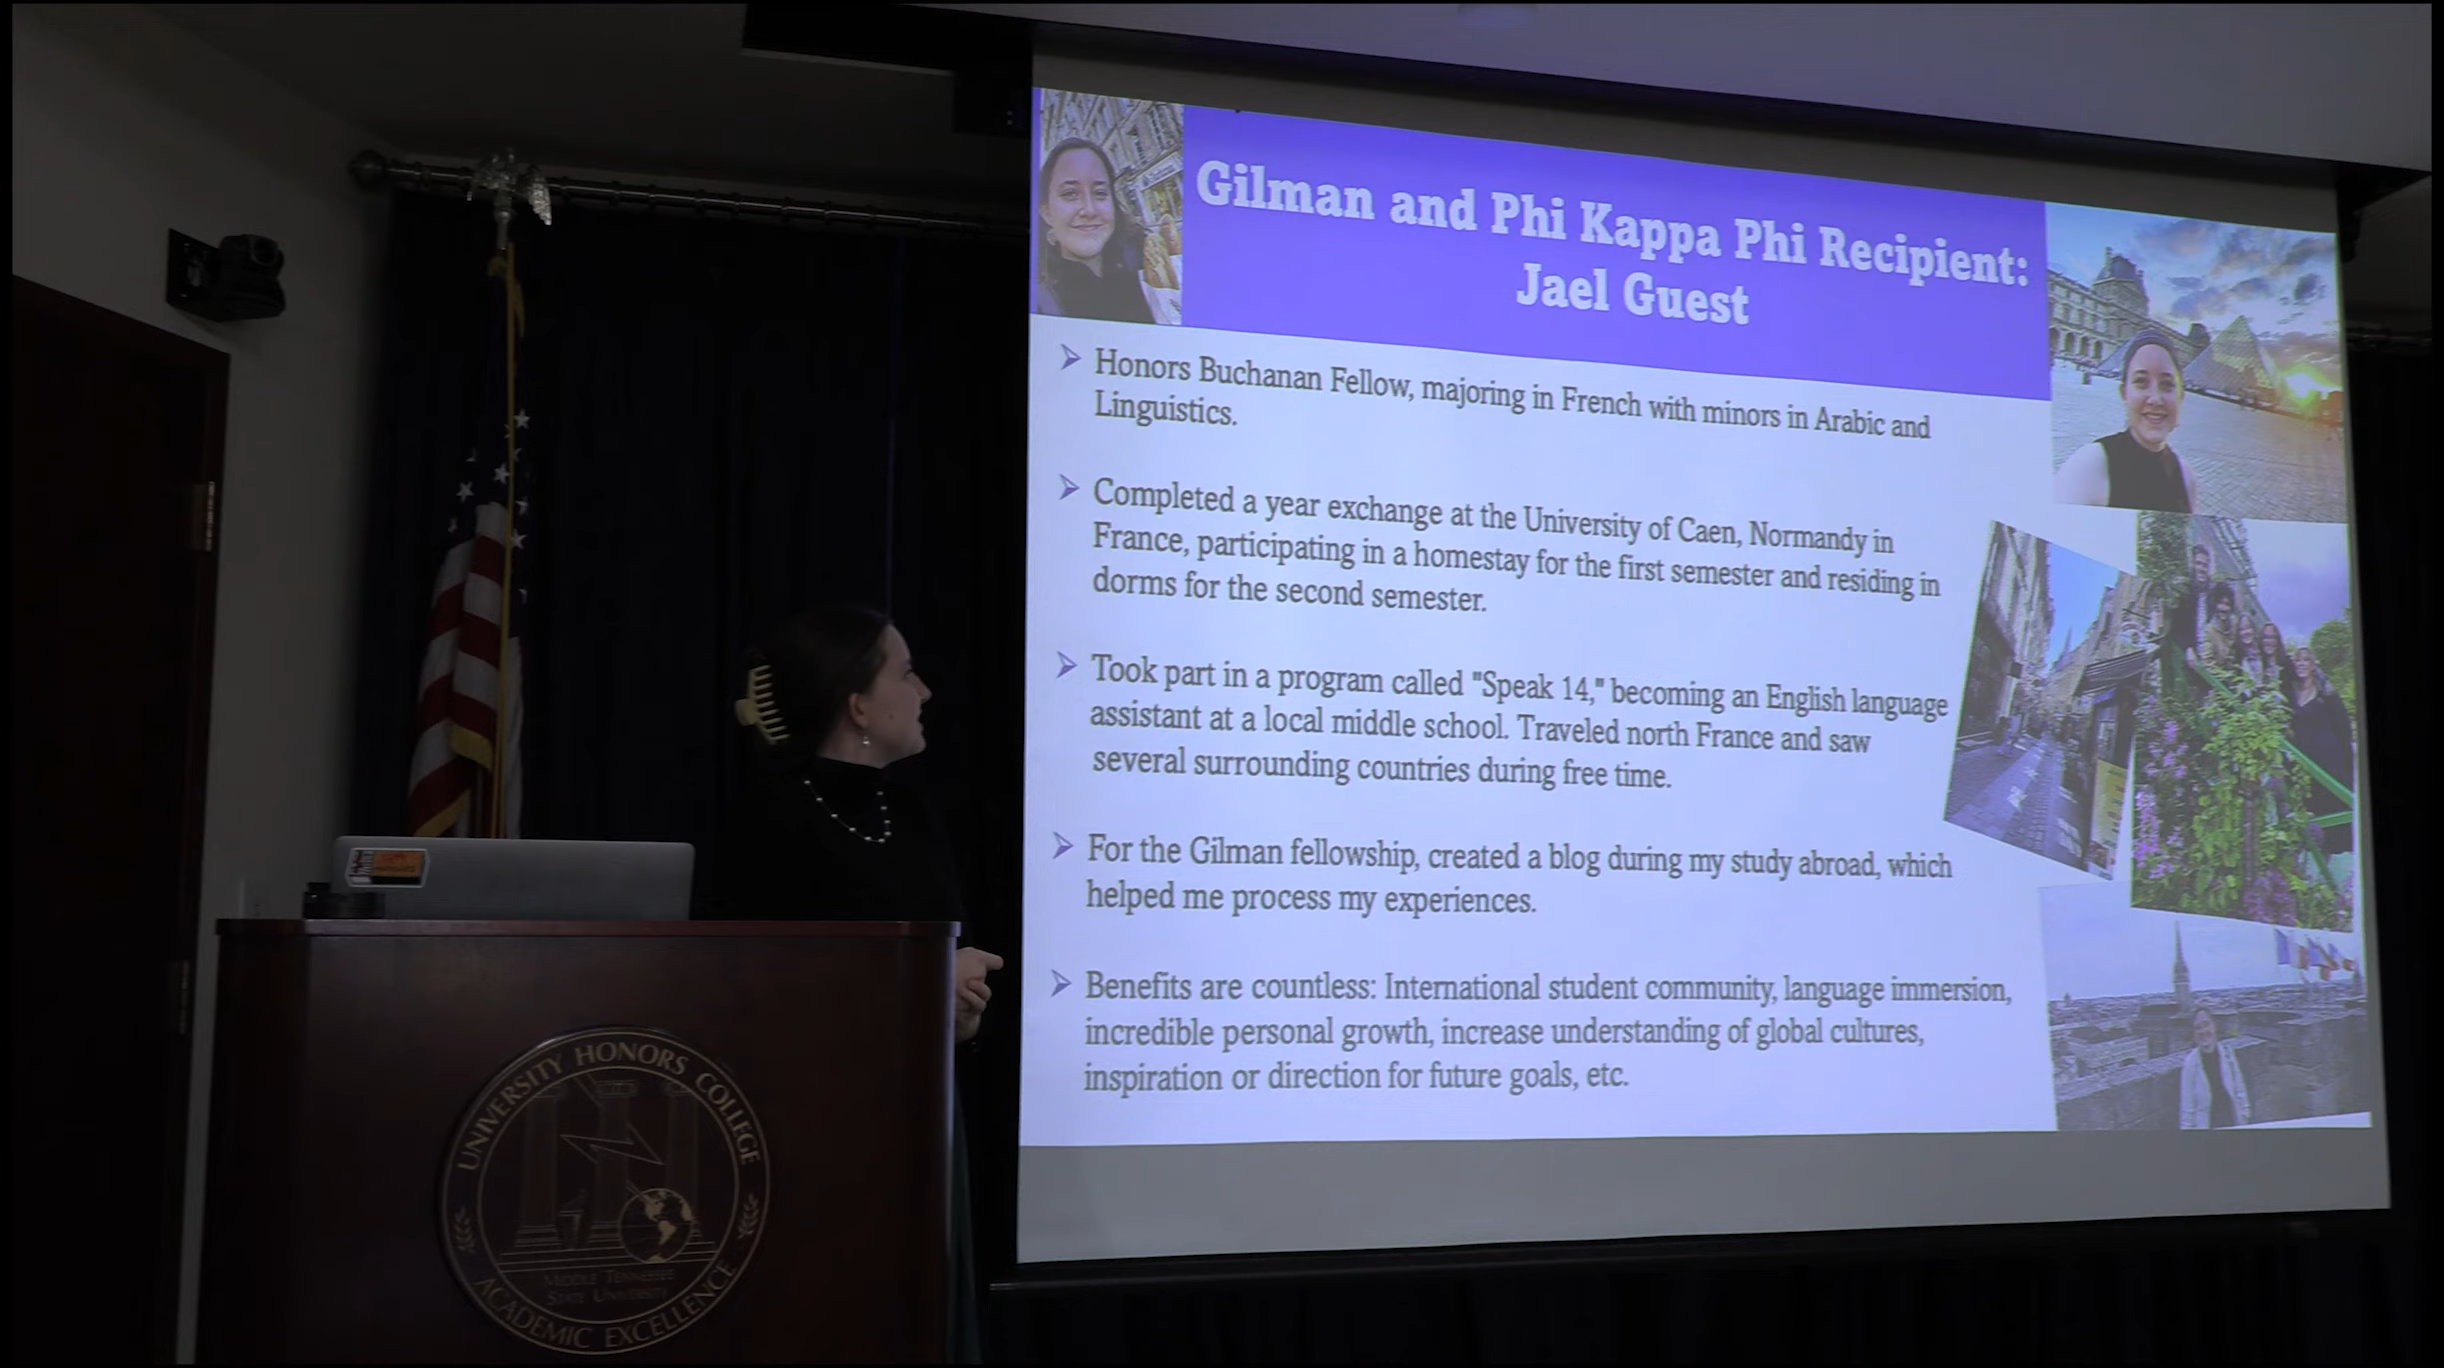 Gilman and Phi Kappa Phi Recipient:
Jael Guest
Honors Buchanan Fellow, majoring in French with minors in Arabic and
Linguistics.
Completed a year exchange at the University of Caen, Normandy in
France, participating in a homestay for the first semester and residing in
dorms for the second semester.
Took part in a program called "Speak 14," becoming an English language
assistant at a local middle school. Traveled north France and saw
several surrounding countries during free time.
For the Gilman fellowship, created a blog during my study abroad, which
helped me process my experiences.
Benefits are countless: International student community, language immersion,
incredible personal growth, increase understanding of global cultures,
inspiration or direction for future goals, etc.
UNIVERSITY HONORS COLLEGE
MIDDLE TENNESSEE
STATE UNIVERSITY
ACADEMIC EXCELLENCE